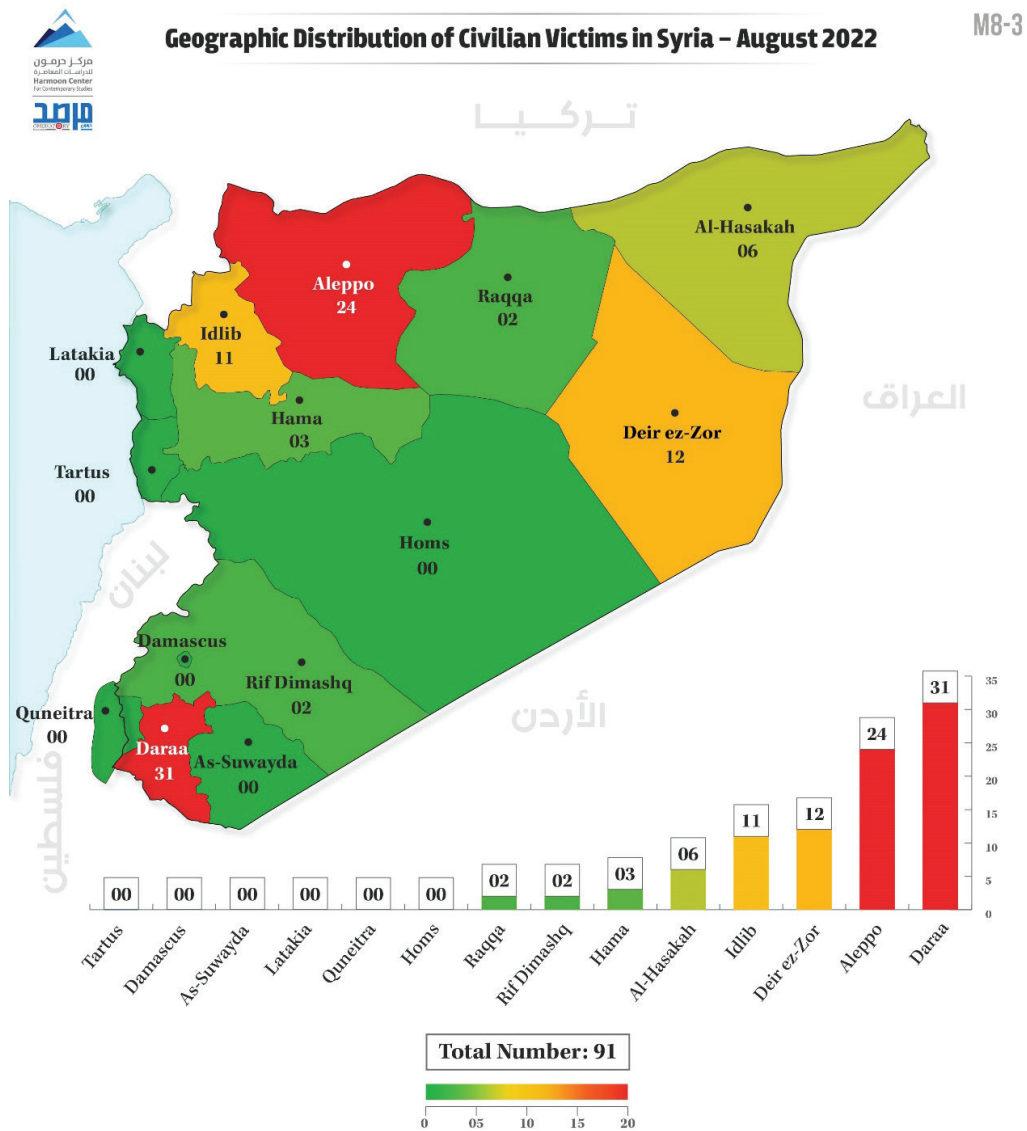 Geographic Distribution of Civilian Victims in Syria – August 2022
M8-3
مركز حرمون
للدراسات المعاصرة
Harmoon Center
For Contemporary Studies
مرصد
تركيا
Al-Hasakah
06
Aleppo
24
Raqqa
02
Idlib
11
Latakia
00
العراق
Hama
03
Deir ez-Zor
12
Tartus
00
Homs
00
لبنان
Damascus
00
Rif Dimashq
02
الأردن
Quneitra
00
Daraa
31
As-Suwayda
00
فلسطين
00 00 00 00 00 00 02 02 03 06 11 12 24 31
35
30
25
20
15
10
5
0
Tartus Damascus As-Suwayda Latakia Quneitra Homs Raqqa Rif Dimashq Hama Al-Hasakah Idlib Deir ez-Zor Aleppo Daraa
Total Number: 91
0 05 10 15 20